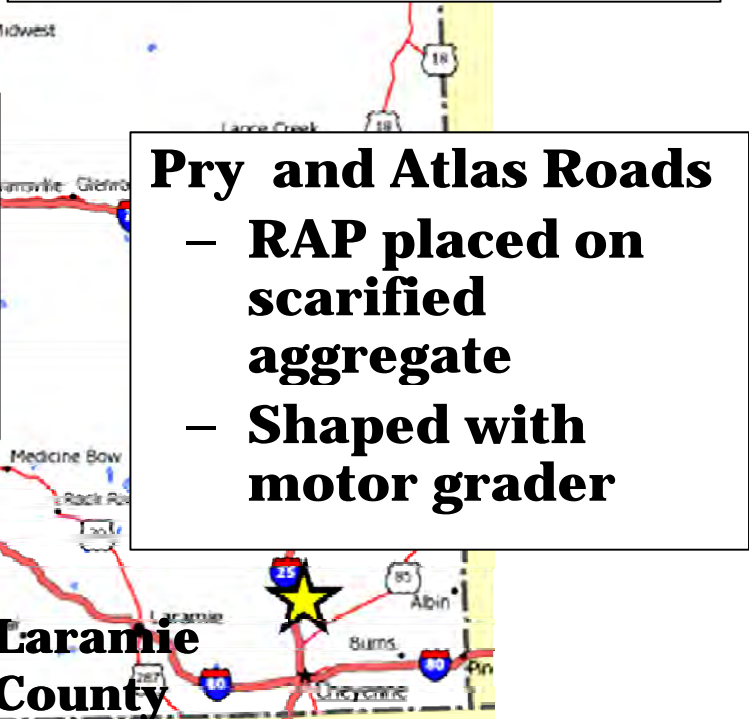 Midwest
18
Lance Creek
18
Pry and Atlas Roads
– RAP placed on
scarified
aggregate
– Shaped with
motor grader
Medicine Bow
25
85
Albin
Laramie
Laramie
County
Burns
80
287
80
Cheyenne